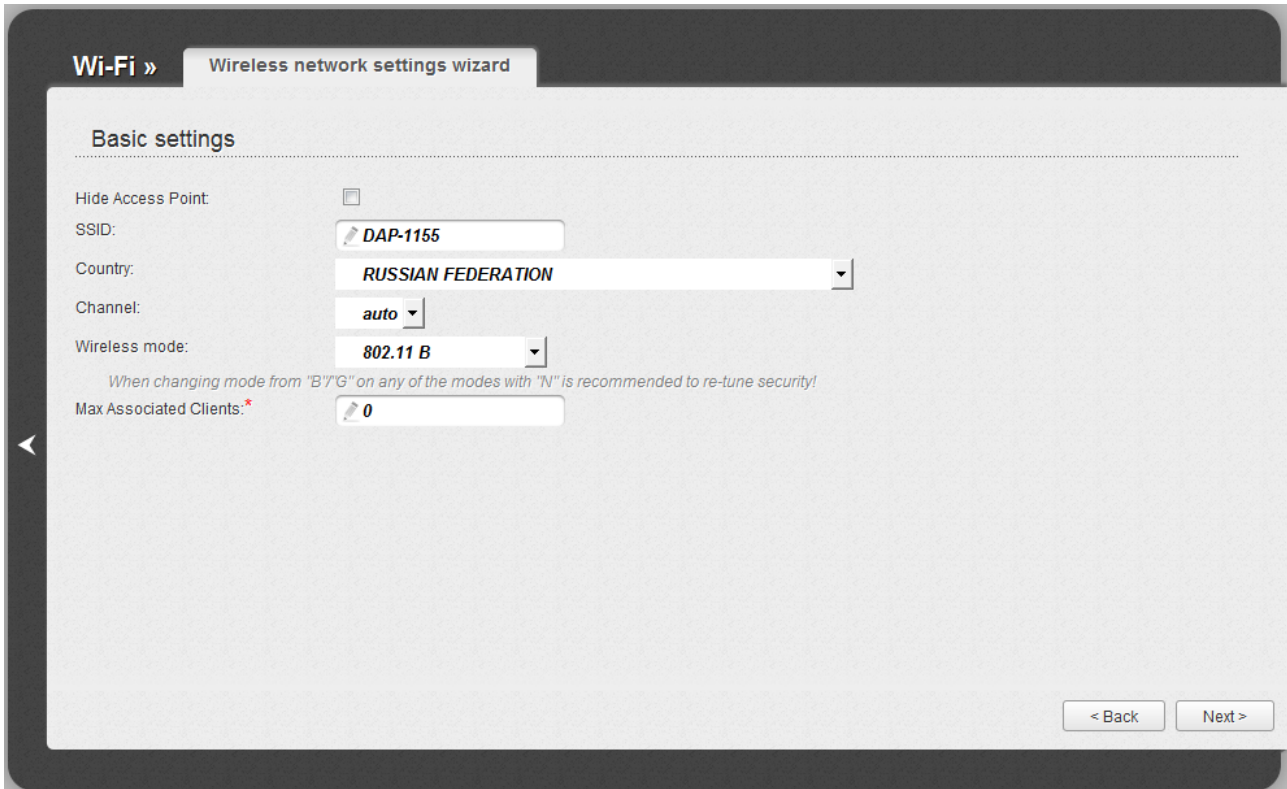 Wi-Fi »
Wireless network settings wizard
Basic settings
Hide Access Point:
SSID: DAP-1155
Country: RUSSIAN FEDERATION
Channel: auto
Wireless mode: 802.11 B
When changing mode from "B"/"G" on any of the modes with "N" is recommended to re-tune security!
Max Associated Clients:* 0
< Back Next >